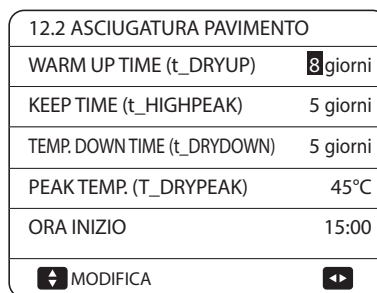 12.2 ASCIUGATURA PAVIMENTO
WARM UP TIME (t_DRYUP) 8 giorni
KEEP TIME (t_HIGHPEAK) 5 giorni
TEMP. DOWN TIME (t_DRYDOWN) 5 giorni
PEAK TEMP. (T_DRYPEAK) 45°C
ORA INIZIO 15:00
MODIFICA